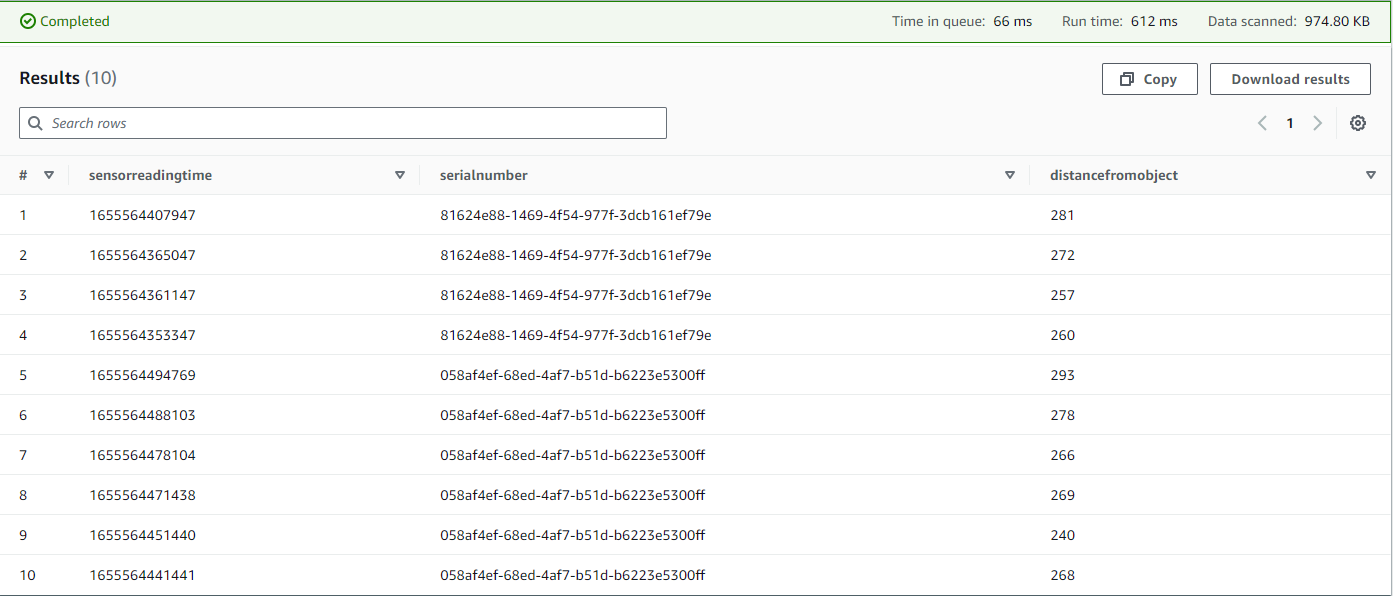 Completed Time in queue: 66 ms Run time: 612 ms Data scanned: 974.80 KB
Results (10) Copy Download results
Search rows 1
# sensorreadingtime serialnumber distancefromobject
1 1655564407947 81624e88-1469-4f54-977f-3dcb161ef79e 281
2 1655564365047 81624e88-1469-4f54-977f-3dcb161ef79e 272
3 1655564361147 81624e88-1469-4f54-977f-3dcb161ef79e 257
4 1655564353347 81624e88-1469-4f54-977f-3dcb161ef79e 260
5 1655564494769 058af4ef-68ed-4af7-b51d-b6223e5300ff 293
6 1655564488103 058af4ef-68ed-4af7-b51d-b6223e5300ff 278
7 1655564478104 058af4ef-68ed-4af7-b51d-b6223e5300ff 266
8 1655564471438 058af4ef-68ed-4af7-b51d-b6223e5300ff 269
9 1655564451440 058af4ef-68ed-4af7-b51d-b6223e5300ff 240
10 1655564441441 058af4ef-68ed-4af7-b51d-b6223e5300ff 268